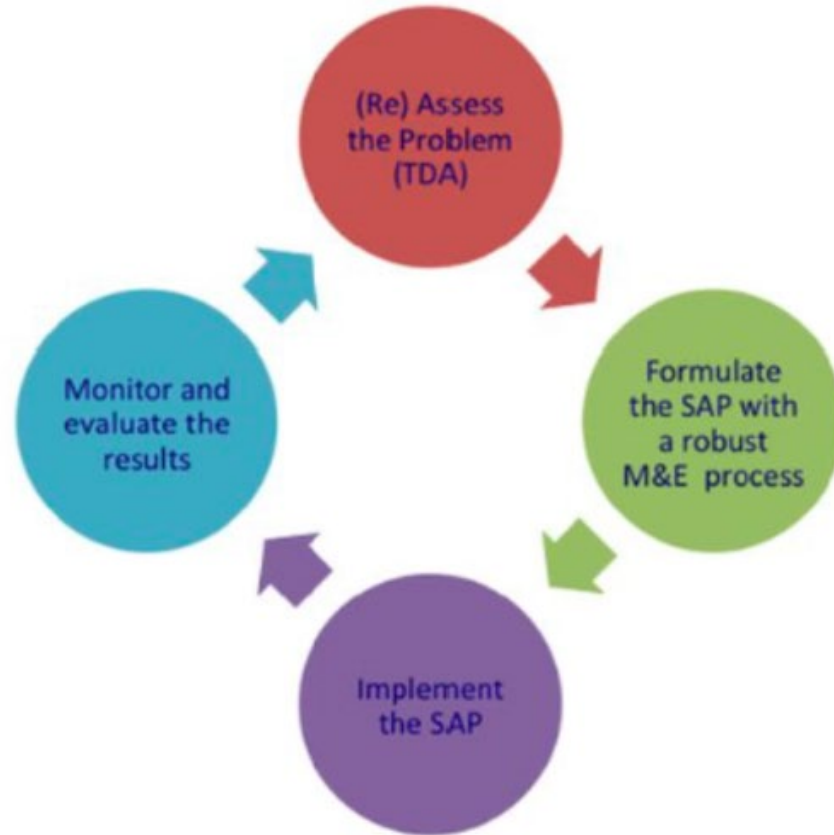 (Re) Assess
the Problem
(TDA)
Formulate
the SAP with
a robust
M&E process
Implement
the SAP
Monitor and
evaluate the
results